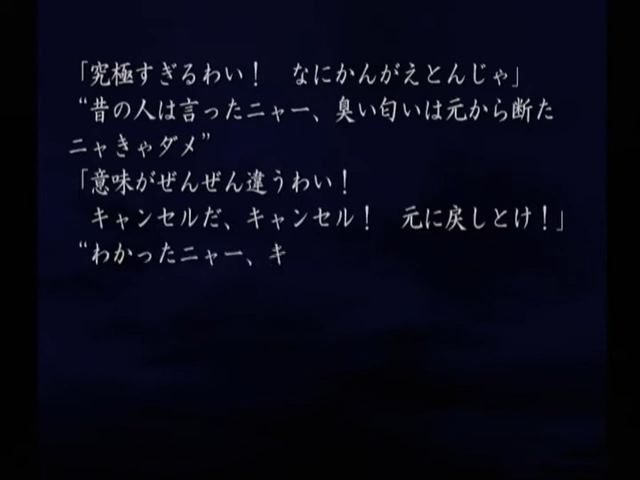 「究極すぎるわい！　なにかんがえとんじゃ」
“昔の人は言ったニャー、臭い匂いは元から断た
ニャきゃダメ”
「意味がぜんぜん違うわい！
　キャンセルだ、キャンセル！　元に戻しとけ！」
“わかったニャー、キ